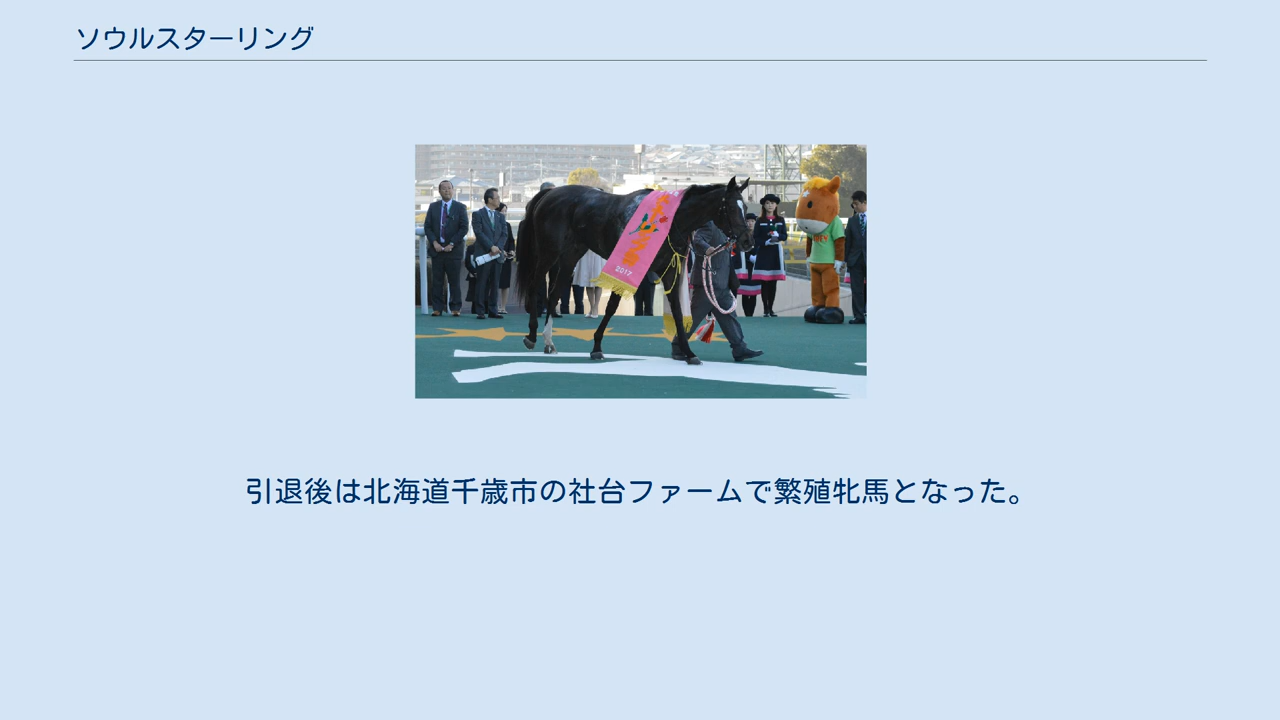 ソウルスターリング
2017
引退後は北海道千歳市の社台ファームで繁殖牝馬となった。